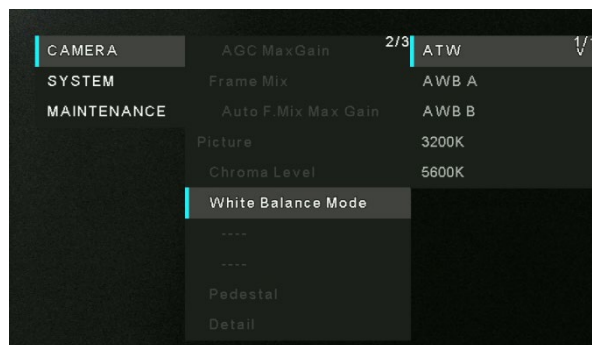 CAMERA
SYSTEM
MAINTENANCE
2/3
AGC MaxGain
Frame Mix
Auto F.Mix Max Gain
Picture
Chroma Level
White Balance Mode
----
----
Pedestal
Detail
1/1
ATW
AWB A
AWB B
3200K
5600K